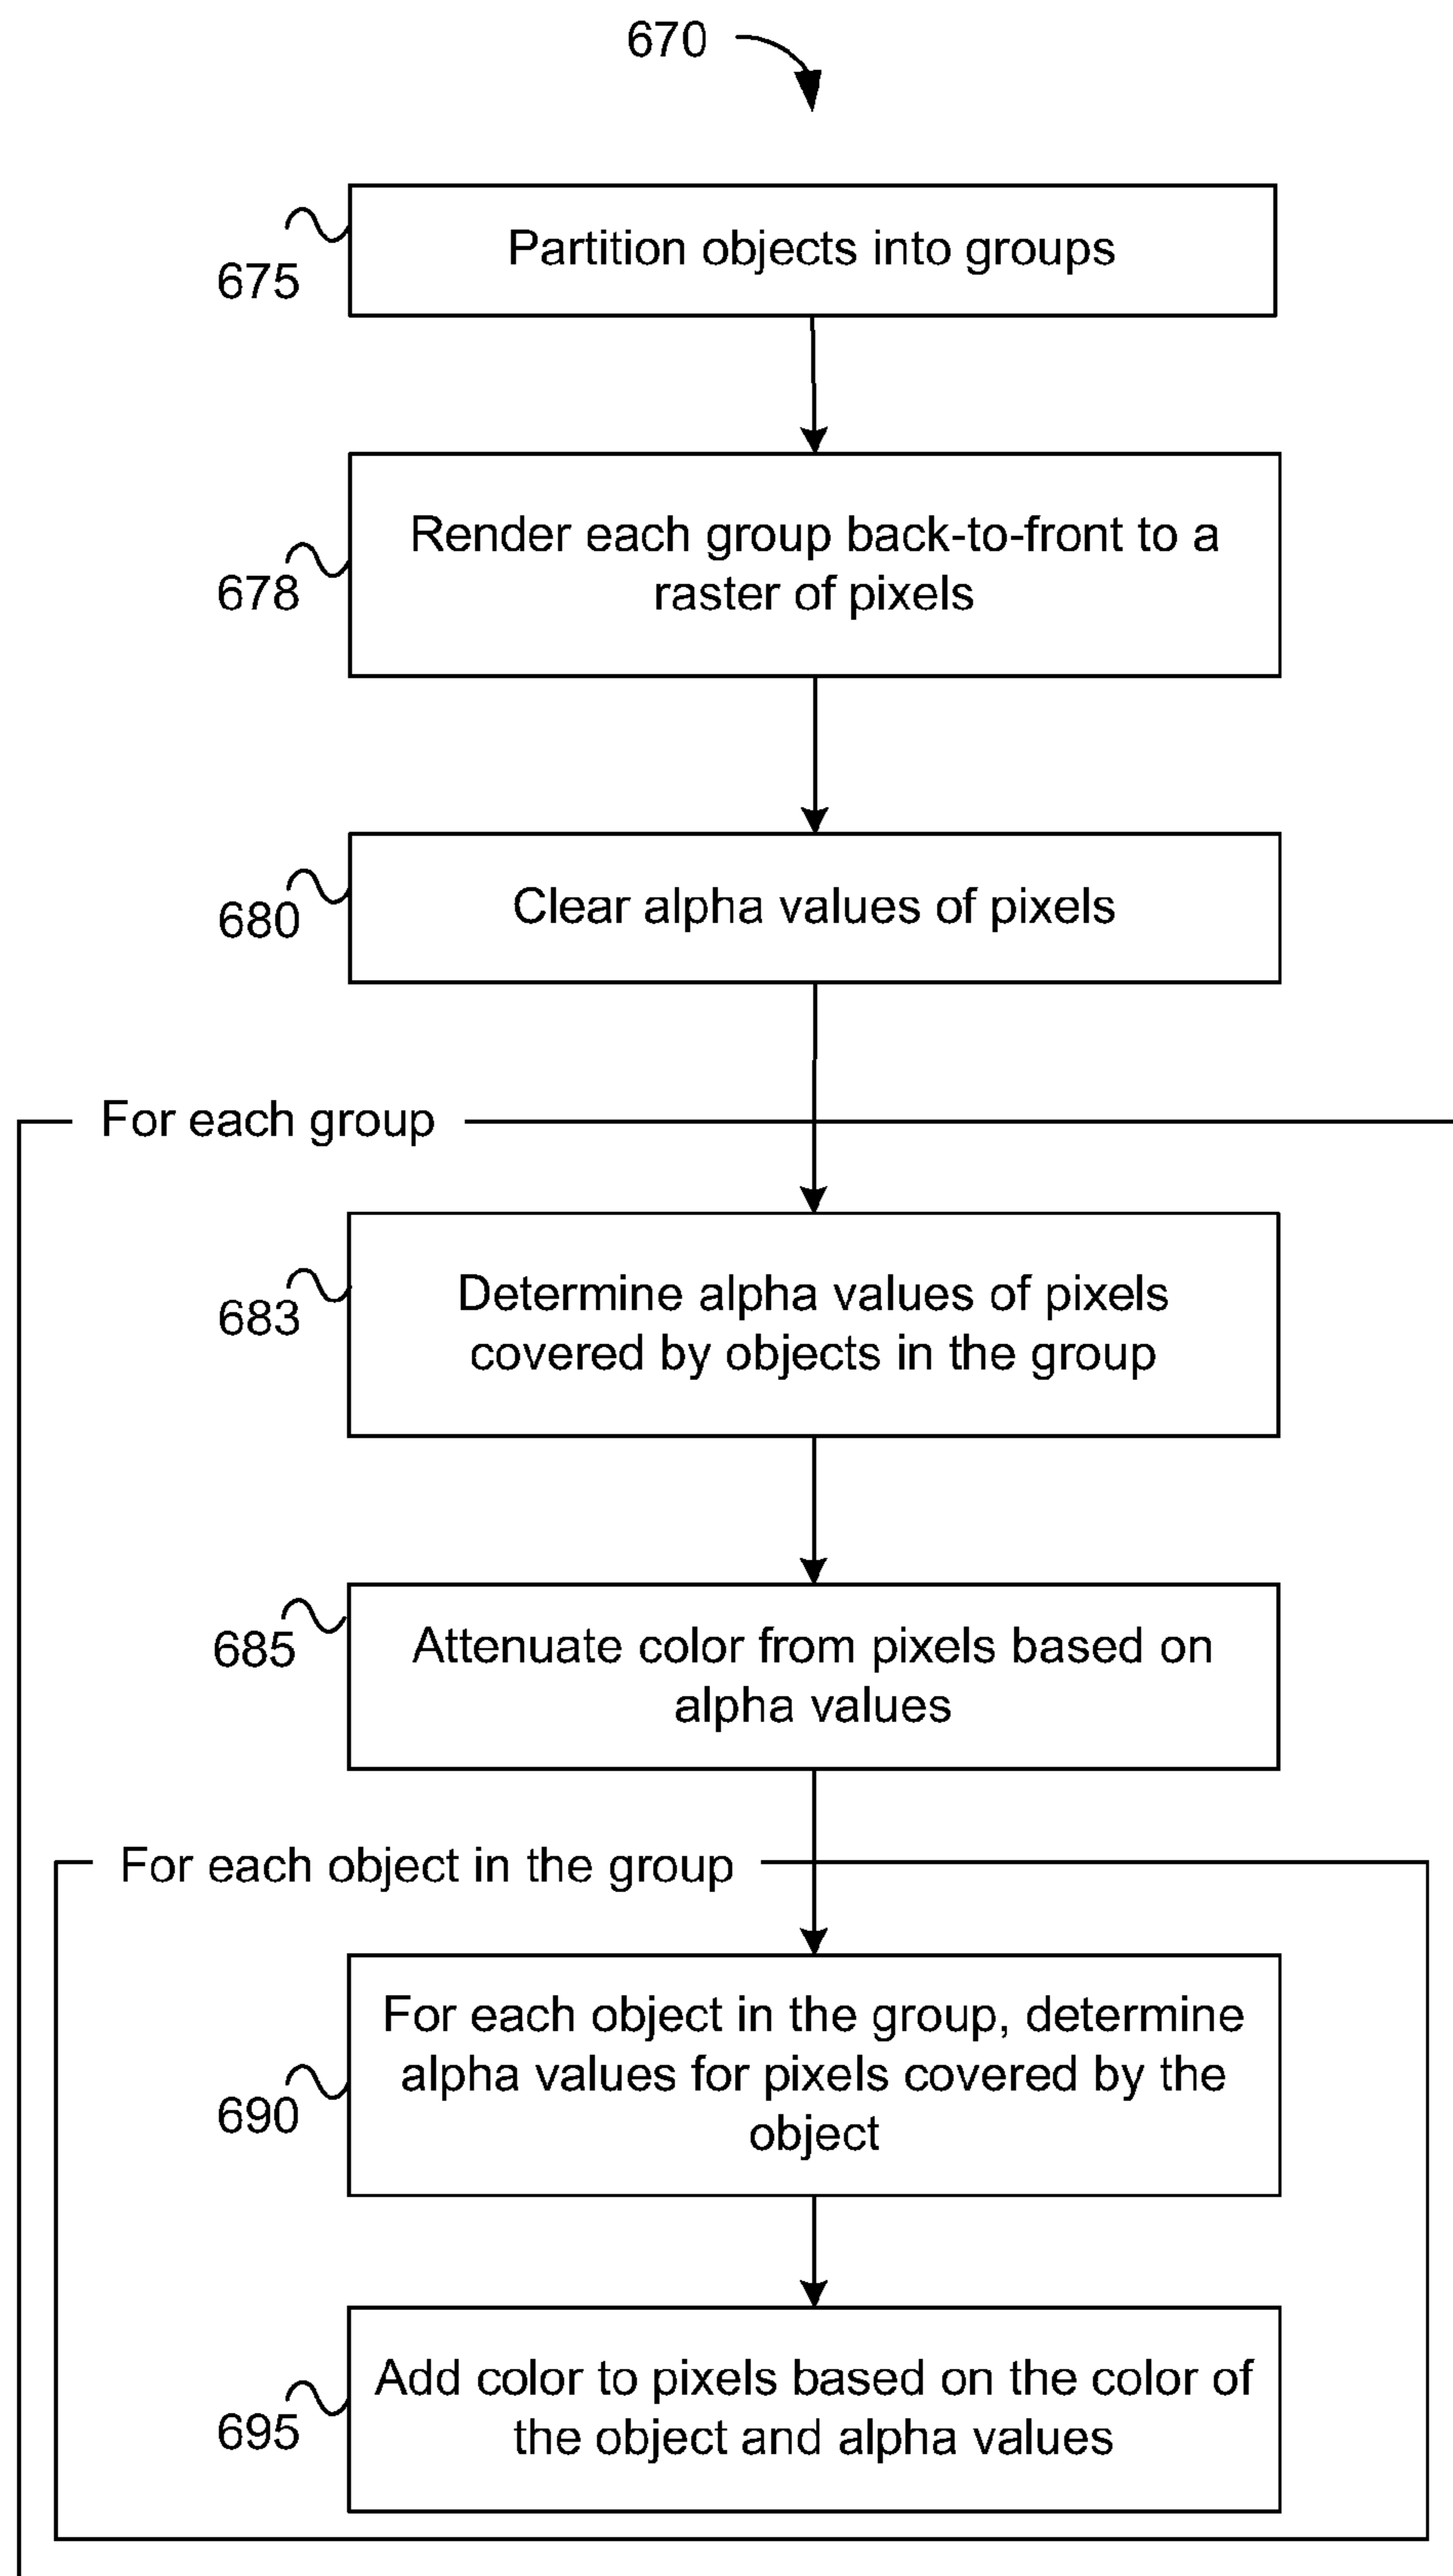 670
Partition objects into groups
675
Render each group back-to-front to a
raster of pixels
678
Clear alpha values of pixels
680
For each group
Determine alpha values of pixels
covered by objects in the group
683
Attenuate color from pixels based on
alpha values
685
For each object in the group
For each object in the group, determine
alpha values for pixels covered by the
object
690
Add color to pixels based on the color of
the object and alpha values
695